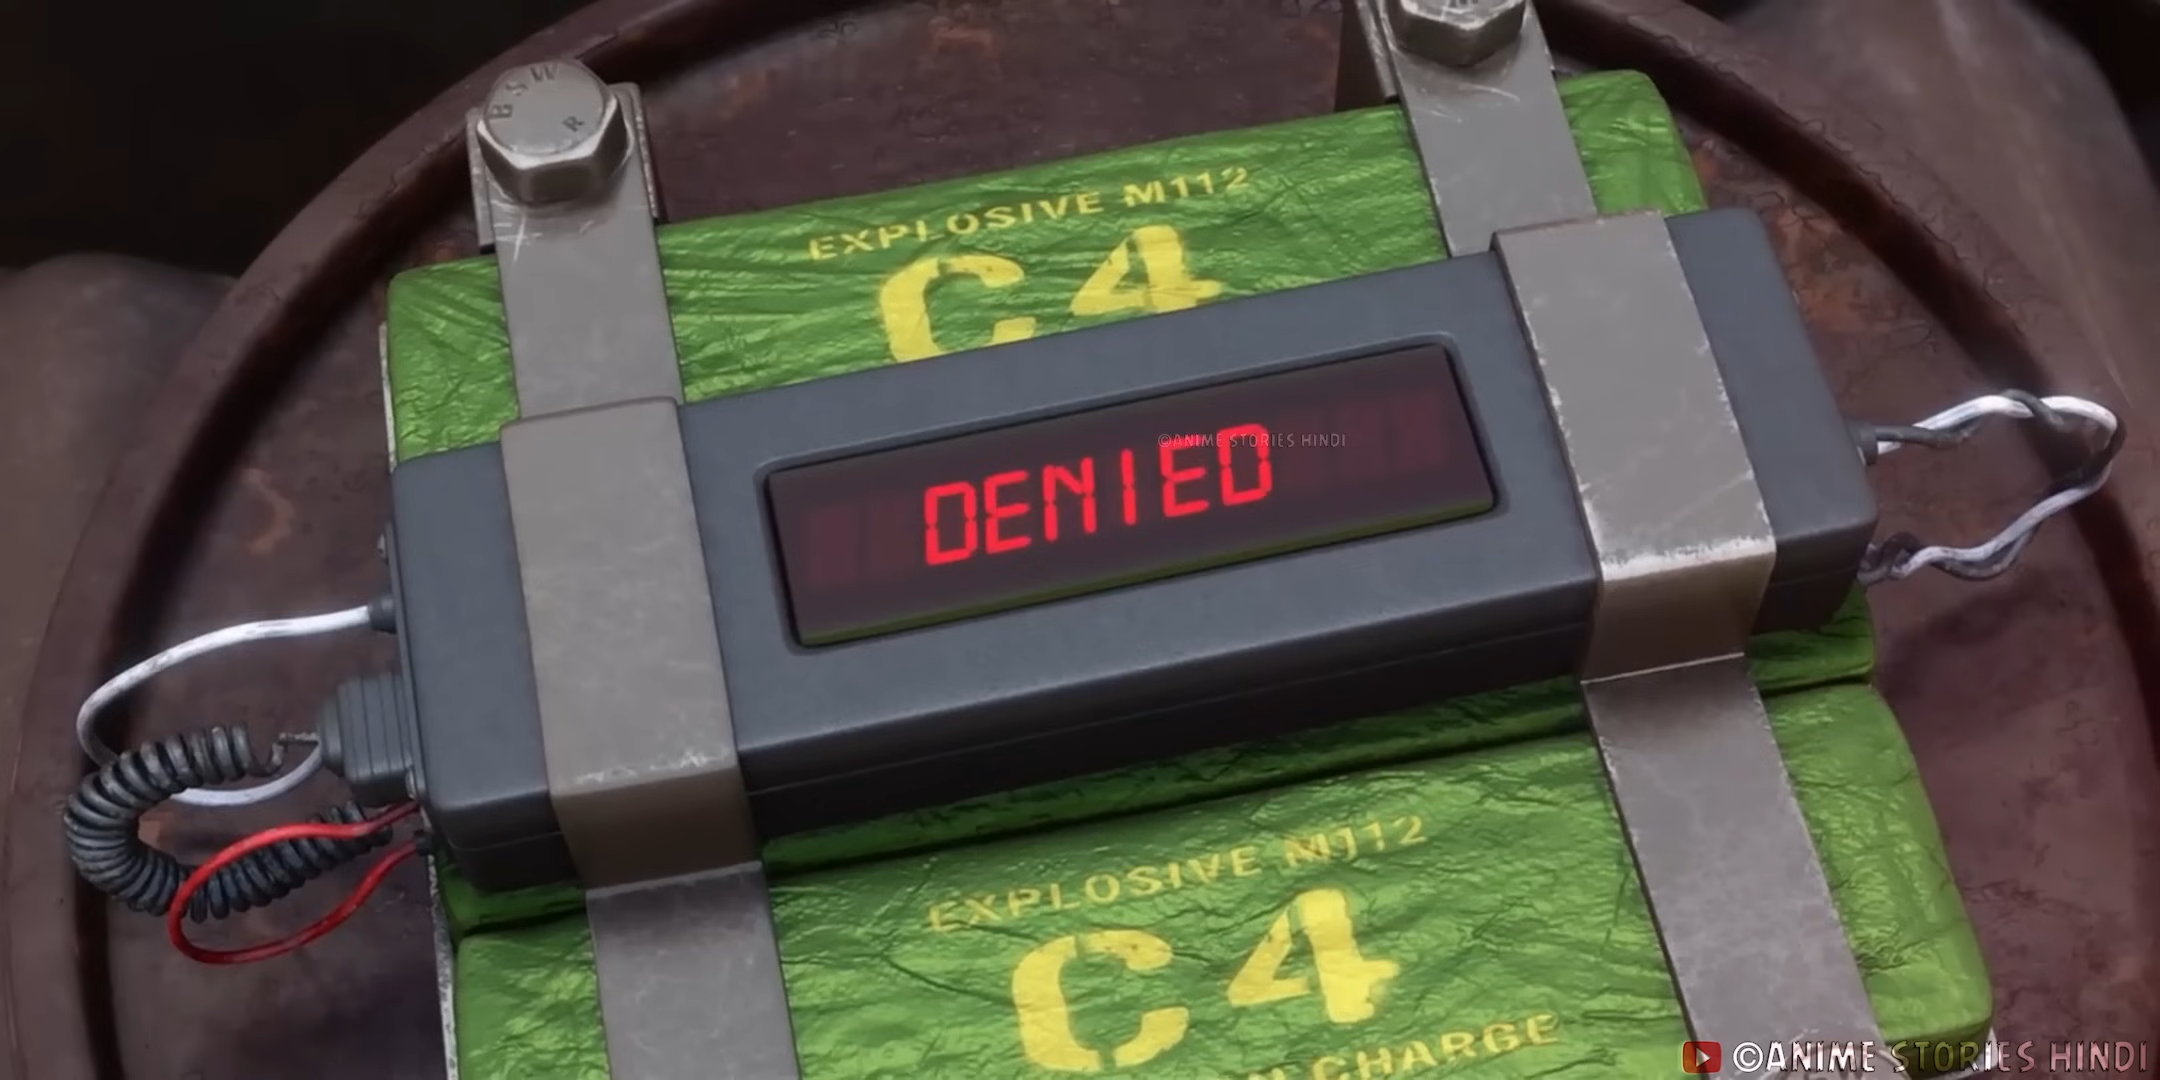 B S W
R
EXPLOSIVE M112
C4
©ANIME STORIES HINDI
DENIED
EXPLOSIVE M112
C4
CHARGE
©ANIME STORIES HINDI